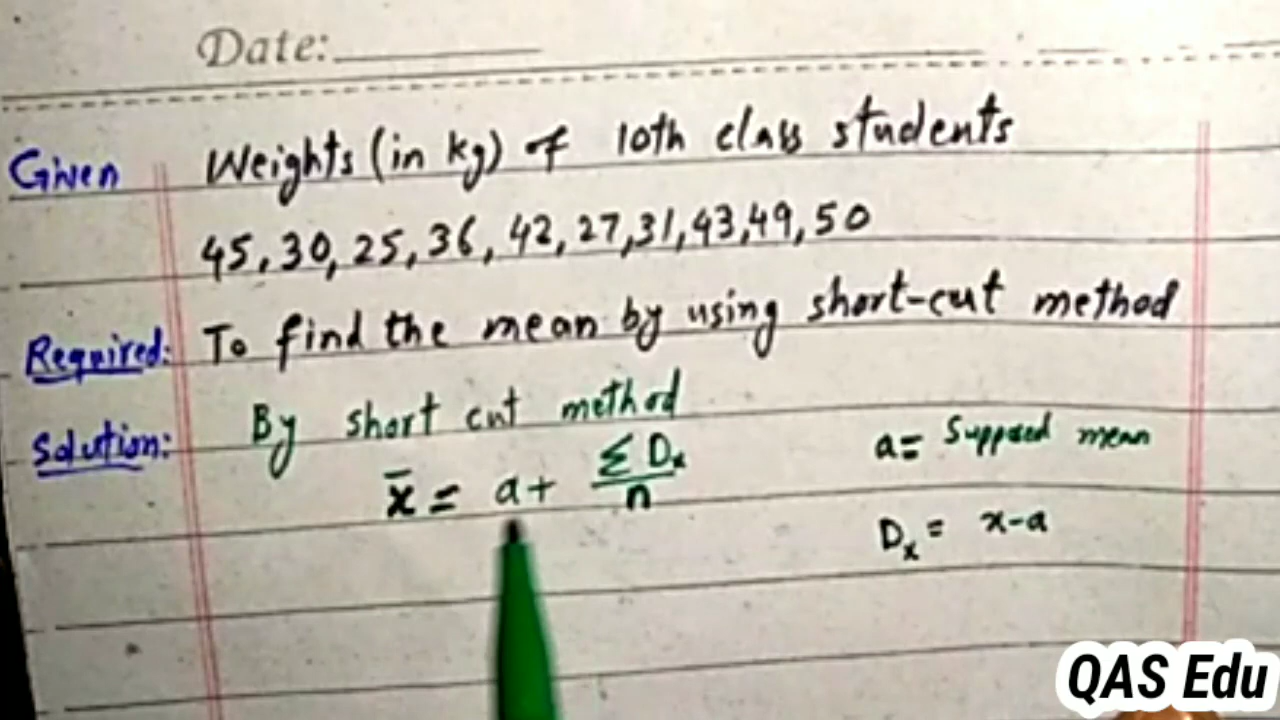 Date:
Given Weights (in kg) of 10th class students
45, 30, 25, 36, 42, 27, 31, 43, 49, 50
Required: To find the mean by using short-cut method
Solution: By short cut method
x̄ = a + ΣDₓ/n
a = Supposed mean
Dₓ = x-a
QAS Edu